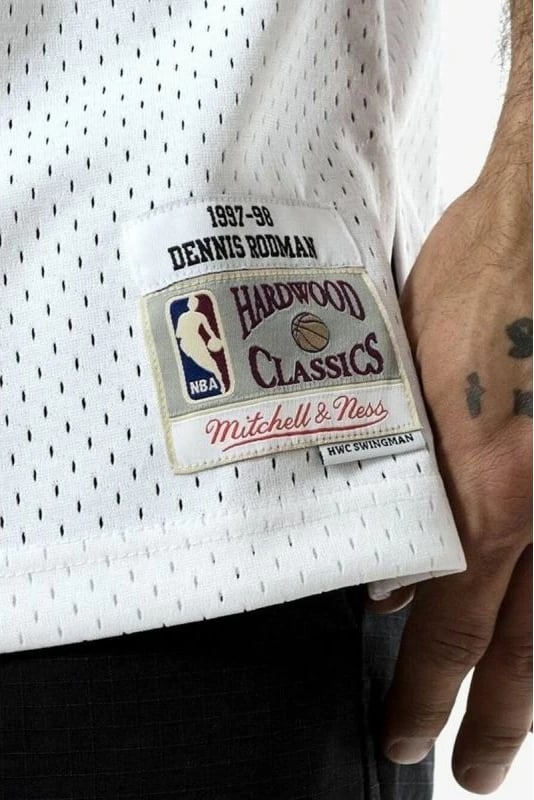 1997-98
DENNIS RODMAN
HARDWOOD
CLASSICS
NBA
Mitchell & Ness
HWC SWINGMAN